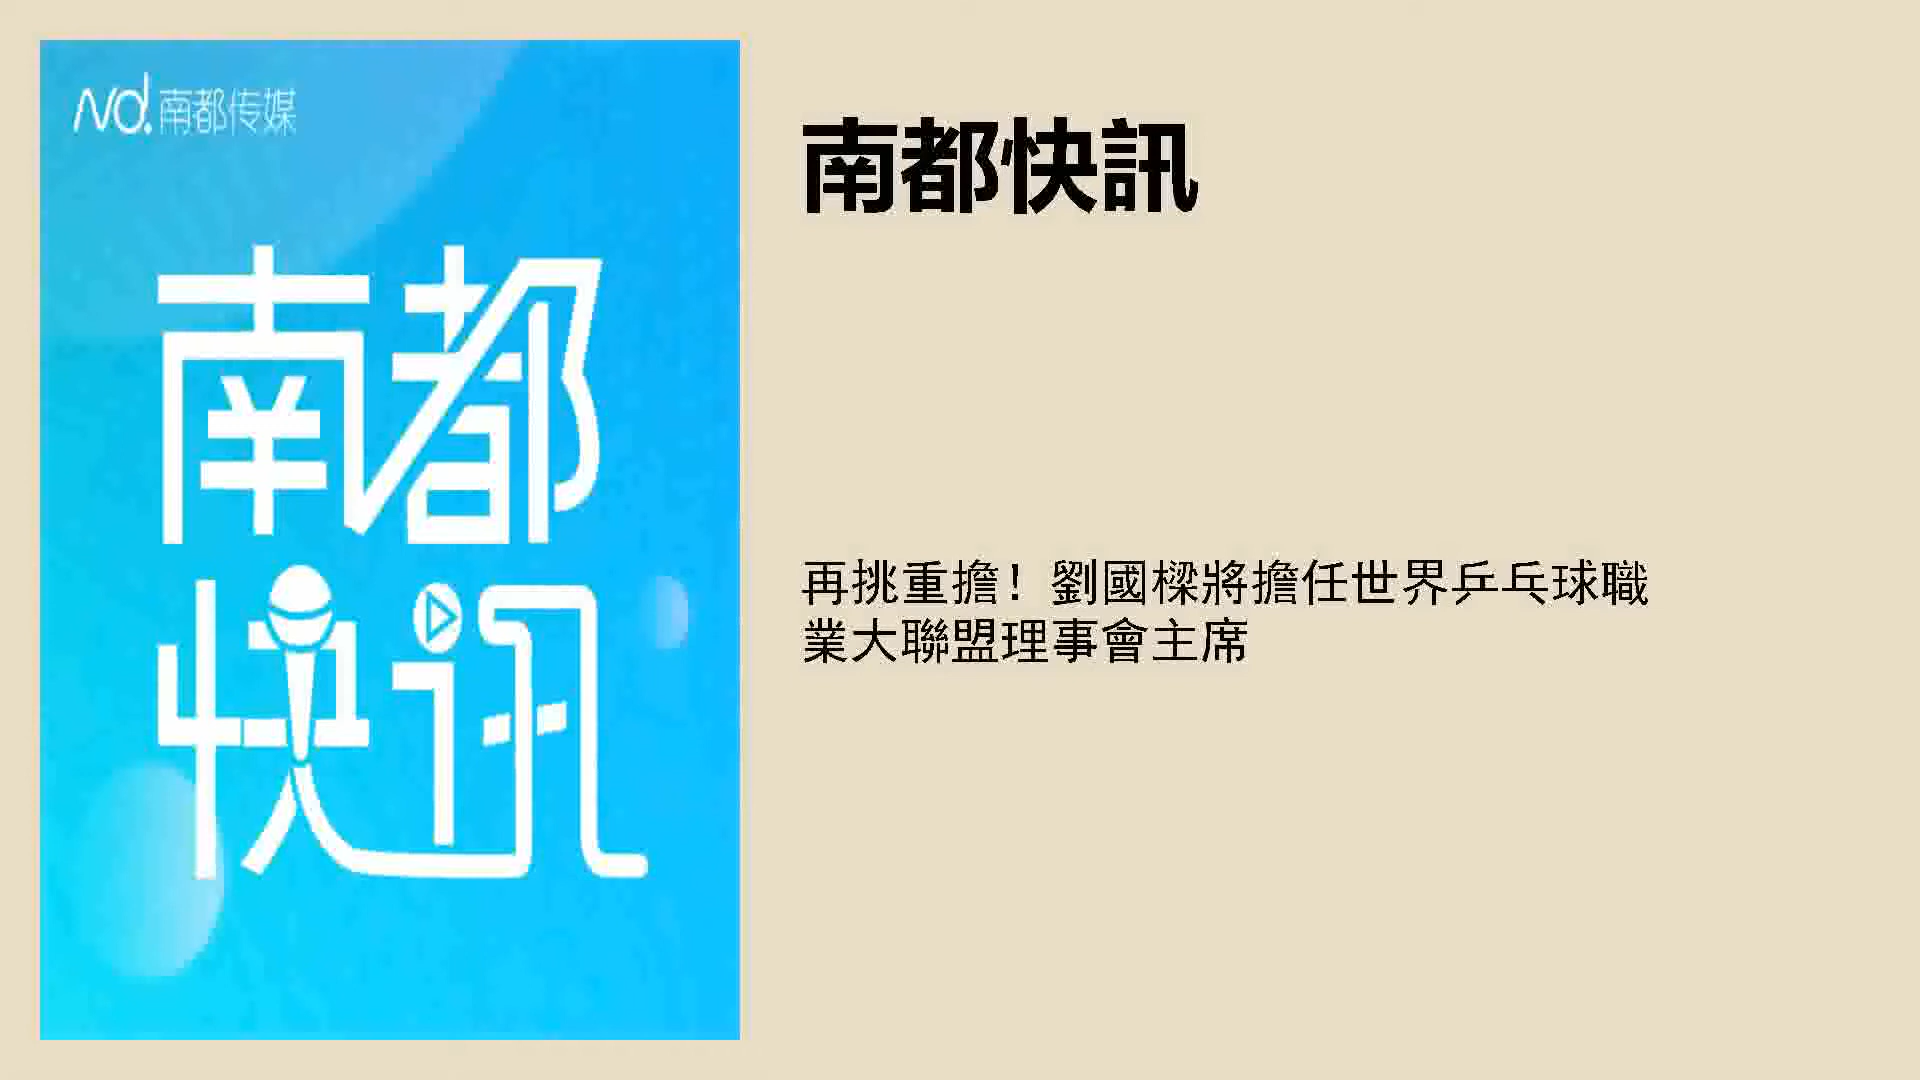 Nd.南都传媒
南都
快讯
南都快訊
再挑重擔！劉國樑將擔任世界乒乓球職
業大聯盟理事會主席